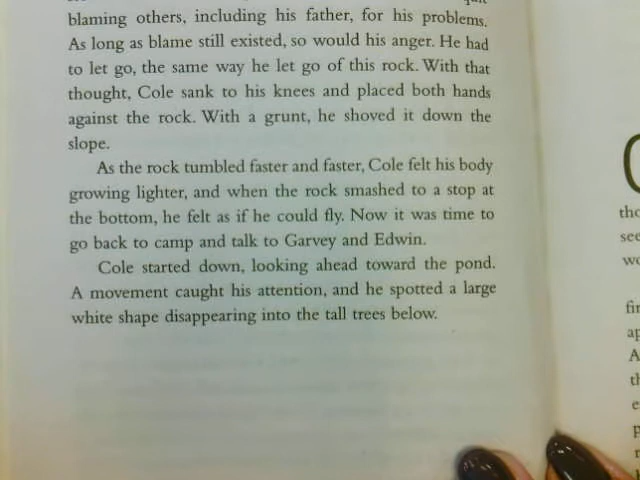 blaming others, including his father, for his problems.
As long as blame still existed, so would his anger. He had
to let go, the same way he let go of this rock. With that
thought, Cole sank to his knees and placed both hands
against the rock. With a grunt, he shoved it down the
slope.
As the rock tumbled faster and faster, Cole felt his body
growing lighter, and when the rock smashed to a stop at
the bottom, he felt as if he could fly. Now it was time to
go back to camp and talk to Garvey and Edwin.
Cole started down, looking ahead toward the pond.
A movement caught his attention, and he spotted a large
white shape disappearing into the tall trees below.